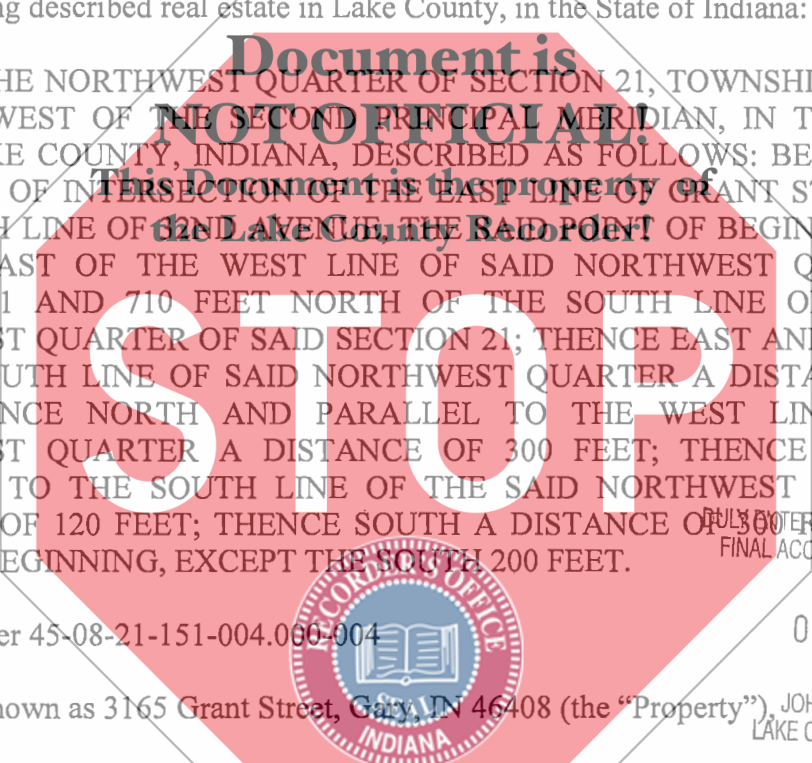 ng described real estate in Lake County, in the State of Indiana:
Document is
HE NORTHWEST QUARTER OF SECTION 21, TOWNSHI
NOT OFFICIAL!
WEST OF THE SECOND PRINCIPAL MERIDIAN, IN T
KE COUNTY, INDIANA, DESCRIBED AS FOLLOWS: BE
This Document is the property of
OF INTERSECTION OF THE EAST LINE OF GRANT S
the Lake County Recorder!
H LINE OF 32ND AVENUE, THE SAID POINT OF BEGIN
AST OF THE WEST LINE OF SAID NORTHWEST Q
1 AND 710 FEET NORTH OF THE SOUTH LINE O
STOP
ST QUARTER OF SAID SECTION 21; THENCE EAST AN
UTH LINE OF SAID NORTHWEST QUARTER A DISTA
NCE NORTH AND PARALLEL TO THE WEST LIN
ST QUARTER A DISTANCE OF 300 FEET; THENCE
TO THE SOUTH LINE OF THE SAID NORTHWEST
OF 120 FEET; THENCE SOUTH A DISTANCE OF 300 F
DULY
FINAL ACC
EGINNING, EXCEPT THE SOUTH 200 FEET.
RECORDER'S OFFICE
er 45-08-21-151-004.000-004
0
SEAL
nown as 3165 Grant Street, Gary, IN 46408 (the “Property”),
JOH
LAKE C
INDIANA